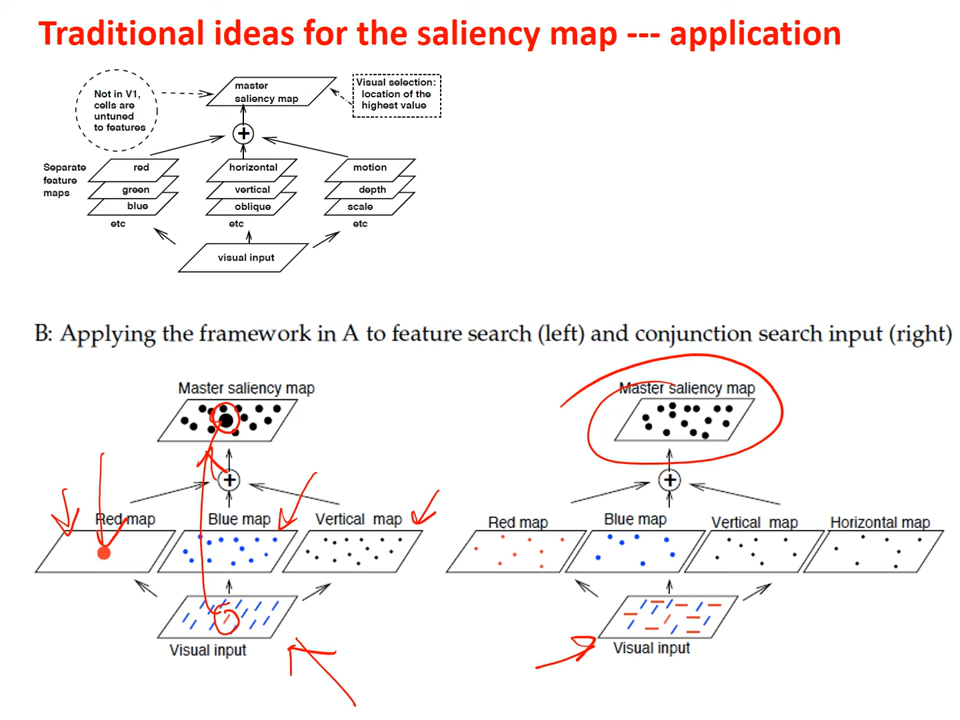 Traditional ideas for the saliency map --- application
Not in V1,
cells are
untuned
to features
master
saliency map
Visual selection:
location of the
highest value
+
Separate
feature
maps
red
green
blue
etc
horizontal
vertical
oblique
etc
motion
depth
scale
etc
visual input
B: Applying the framework in A to feature search (left) and conjunction search input (right)
Master saliency map
+
Red map
Blue map
Vertical map
Visual input
Master saliency map
+
Red map
Blue map
Vertical map
Horizontal map
Visual input